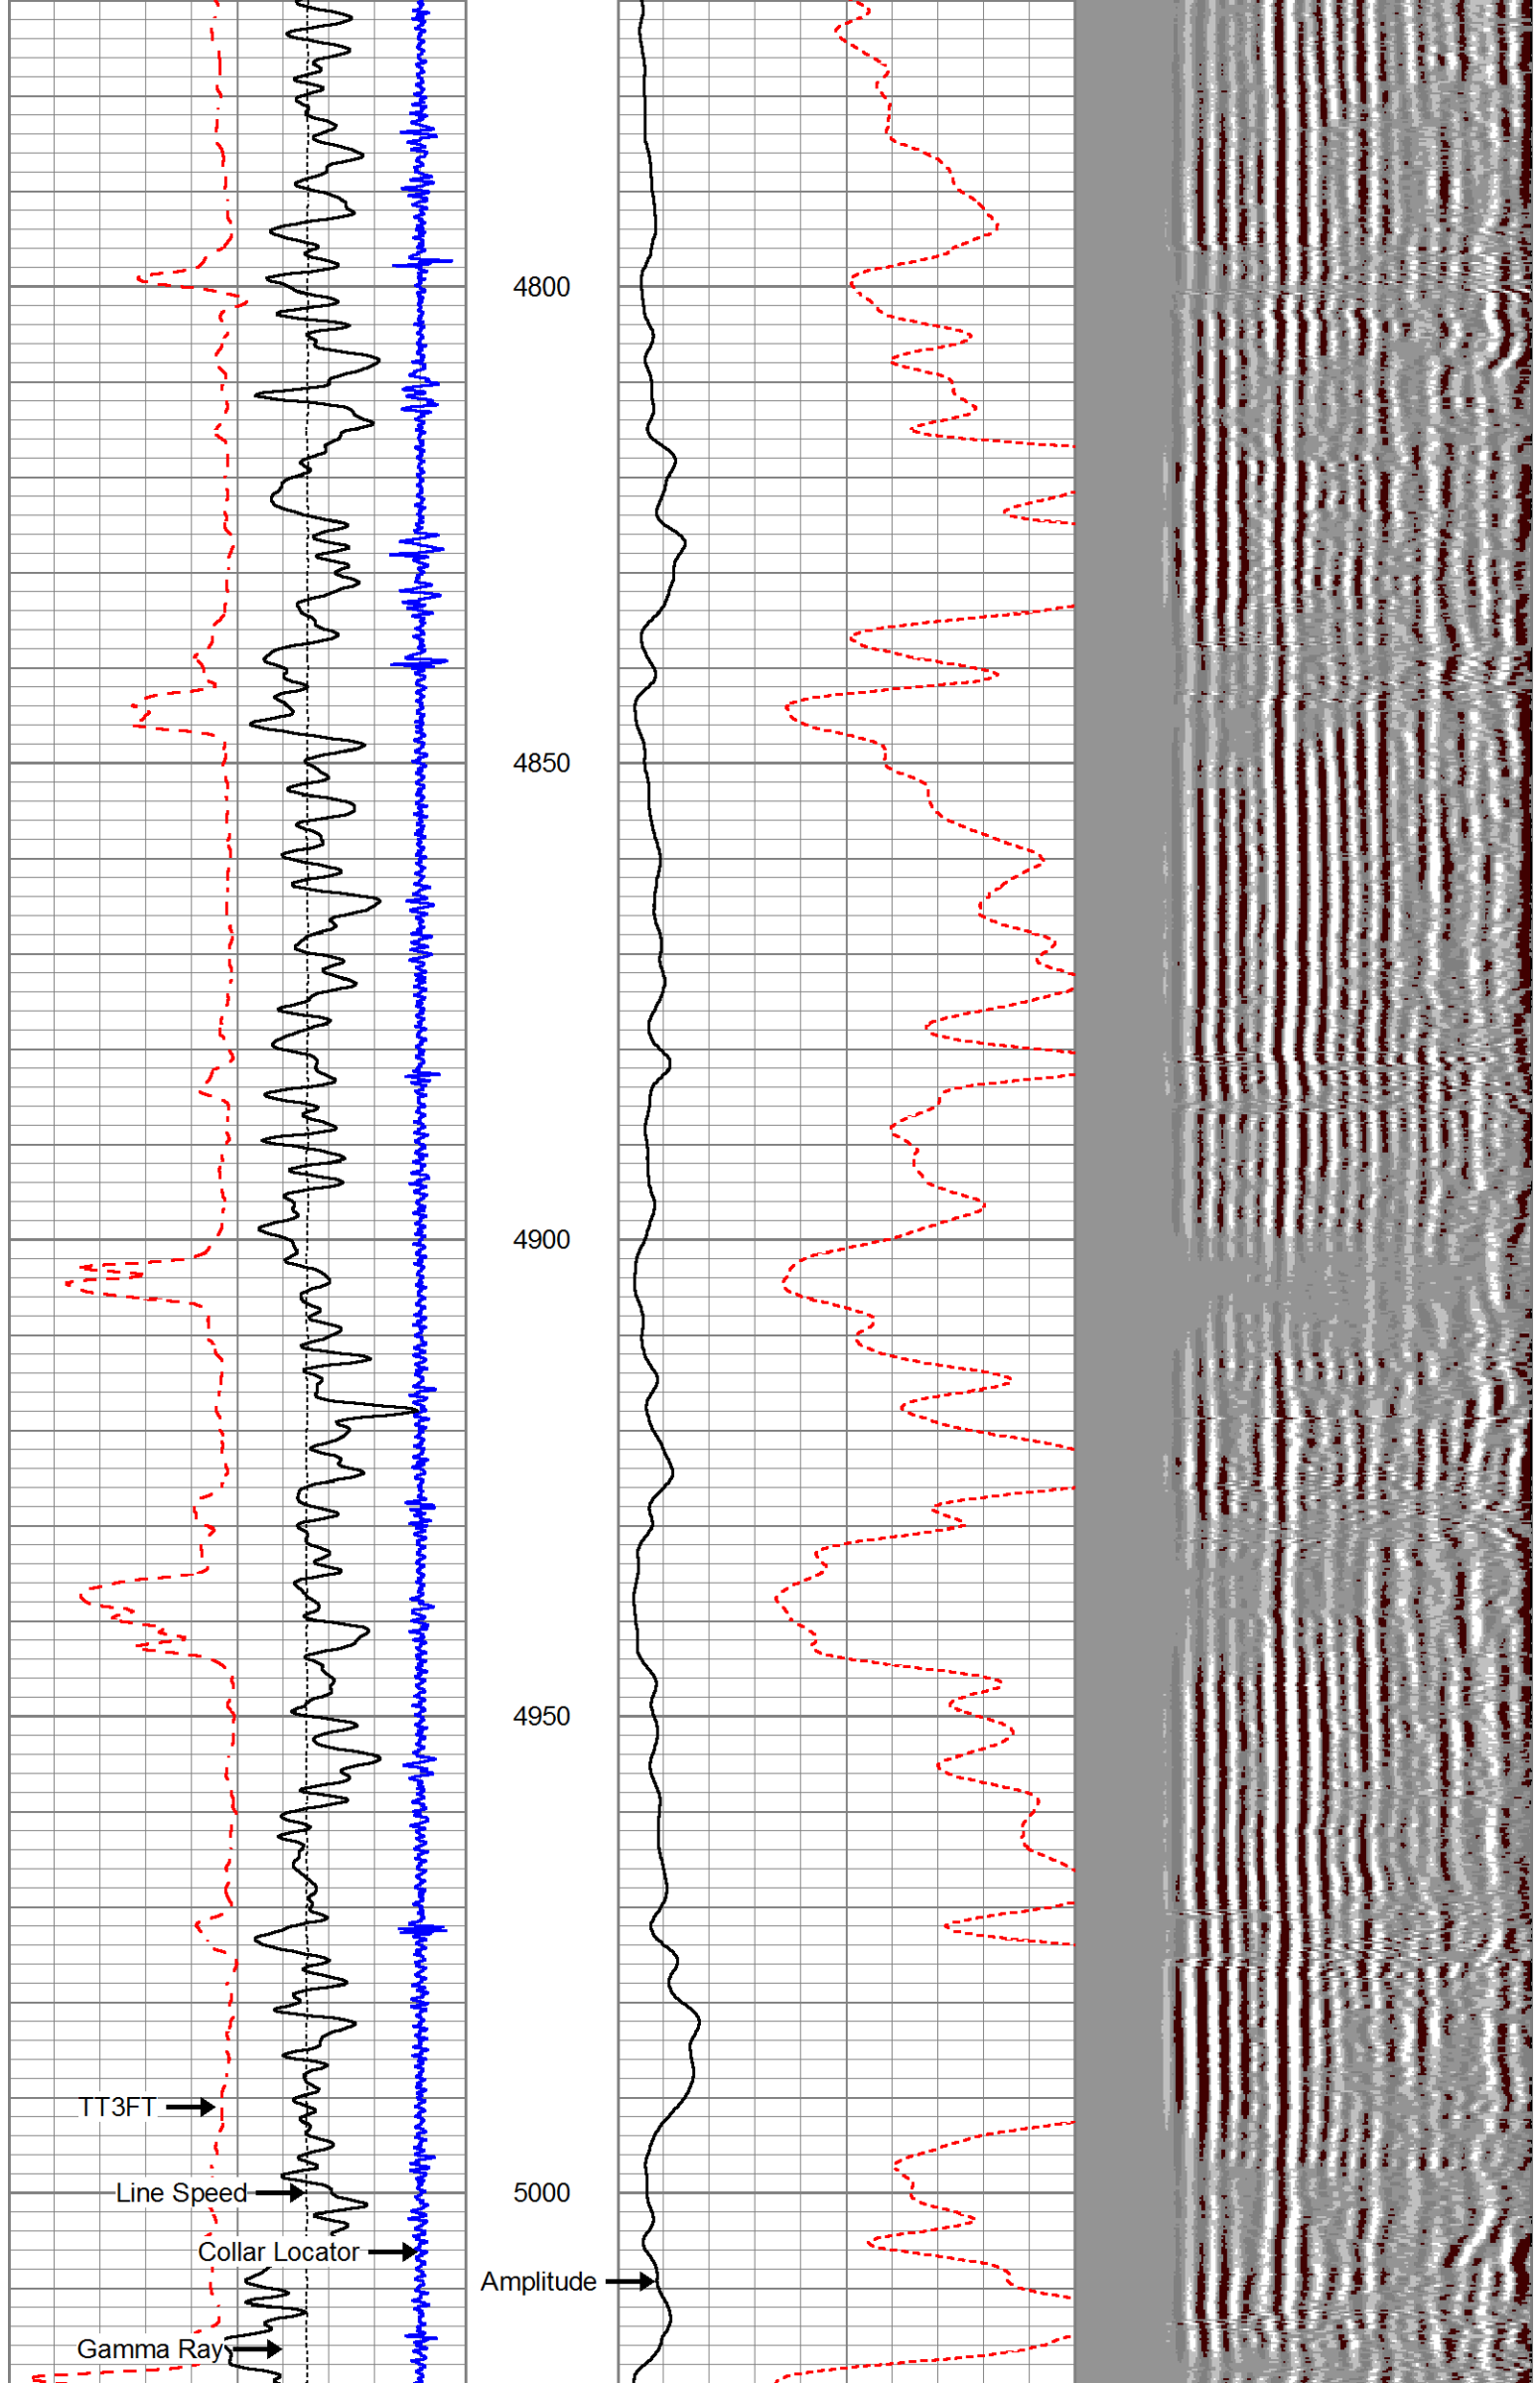 4800
4850
4900
4950
TT3FT
Line Speed
5000
Collar Locator
Amplitude
Gamma Ray